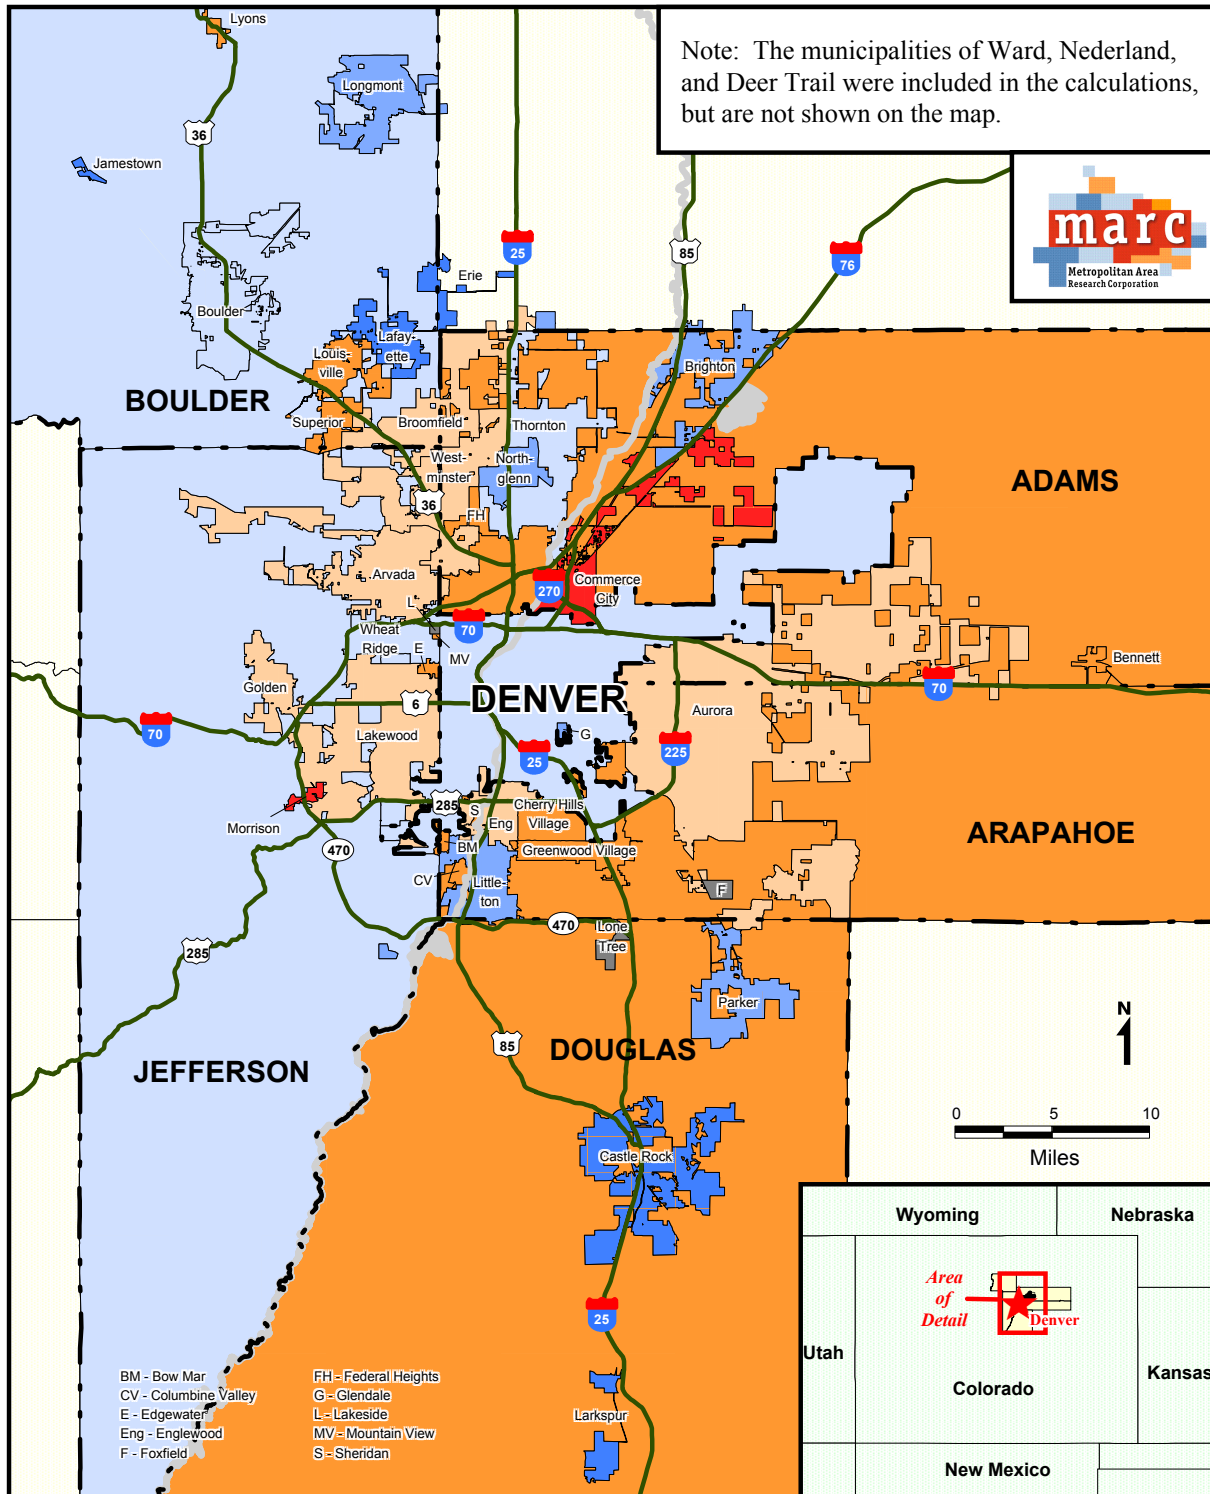 Lyons
Note: The municipalities of Ward, Nederland,
and Deer Trail were included in the calculations,
but are not shown on the map.
Longmont
36
Jamestown
marc
Metropolitan Area
Research Corporation
25
85
76
Erie
Boulder
Lafay-
ette
Louis-
ville
Brighton
BOULDER
Superior
Broomfield
Thornton
West-
minster
North-
glenn
ADAMS
36
FH
Arvada
270
Commerce
City
L
Wheat
Ridge
70
E
MV
Bennett
Golden
DENVER
70
6
Aurora
70
Lakewood
G
25
225
285
S
Cherry Hills
Village
Eng
Morrison
ARAPAHOE
470
BM
Greenwood Village
CV
Little-
ton
F
470
Lone
Tree
285
Parker
N
85
DOUGLAS
JEFFERSON
0 5 10
Miles
Castle Rock
Wyoming
Nebraska
Area
of
Detail
Denver
25
Utah
Kansas
Colorado
BM - Bow Mar
CV - Columbine Valley
E - Edgewater
Eng - Englewood
F - Foxfield
FH - Federal Heights
G - Glendale
L - Lakeside
MV - Mountain View
S - Sheridan
Larkspur
New Mexico